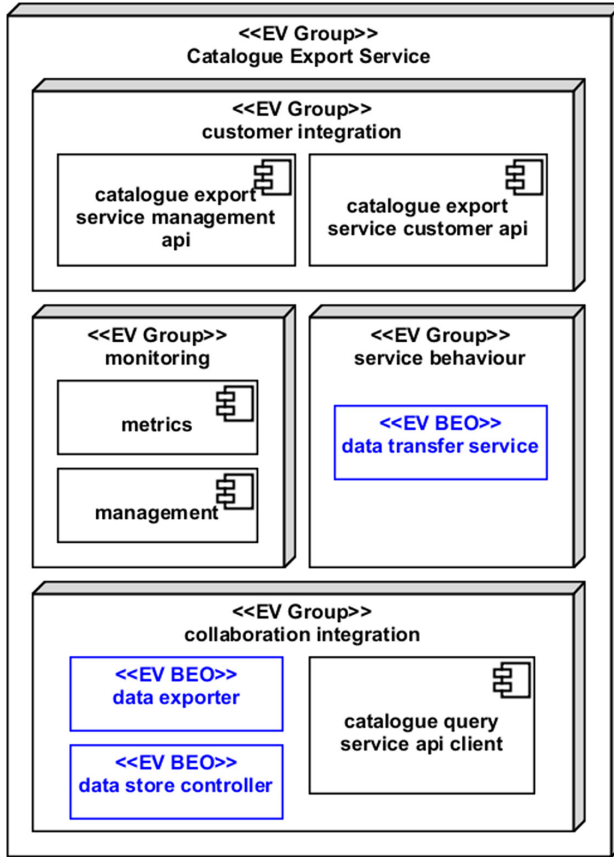 <<EV Group>>
Catalogue Export Service
<<EV Group>>
customer integration
catalogue export
service management
api
catalogue export
service customer api
<<EV Group>>
monitoring
metrics
management
<<EV Group>>
service behaviour
<<EV BEO>>
data transfer service
<<EV Group>>
collaboration integration
<<EV BEO>>
data exporter
<<EV BEO>>
data store controller
catalogue query
service api client